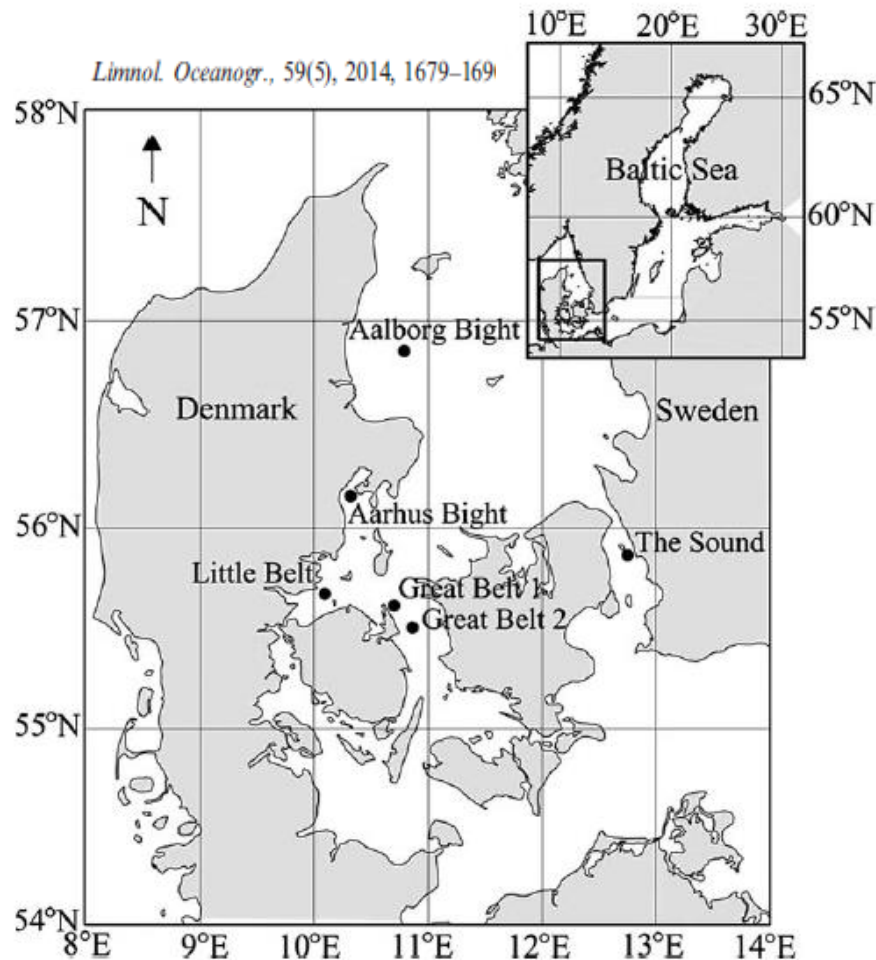 10°E 20°E 30°E
Limnol. Oceanogr., 59(5), 2014, 1679–169
58°N
65°N
N
Baltic Sea
60°N
57°N
Aalborg Bight
55°N
Denmark
Sweden
56°N
Aarhus Bight
The Sound
Little Belt
Great Belt 1
Great Belt 2
55°N
54°N
8°E 9°E 10°E 11°E 12°E 13°E 14°E